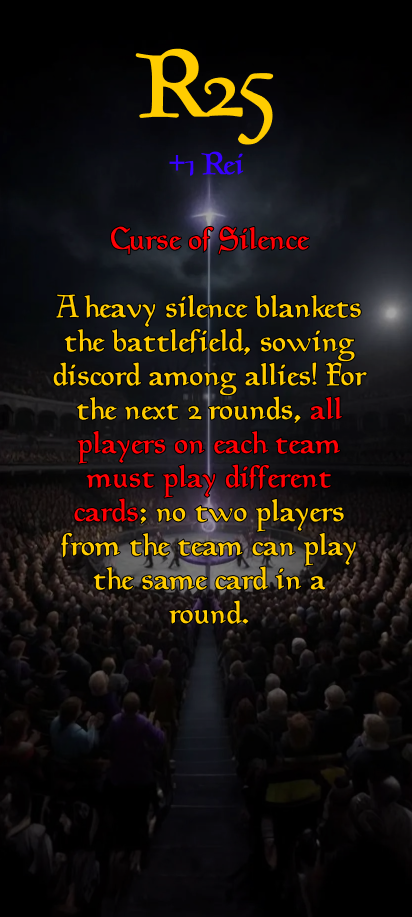 R25
+1 Rei
Curse of Silence
A heavy silence blankets
the battlefield, sowing
discord among allies! For
the next 2 rounds, all
players on each team
must play different
cards; no two players
from the team can play
the same card in a
round.